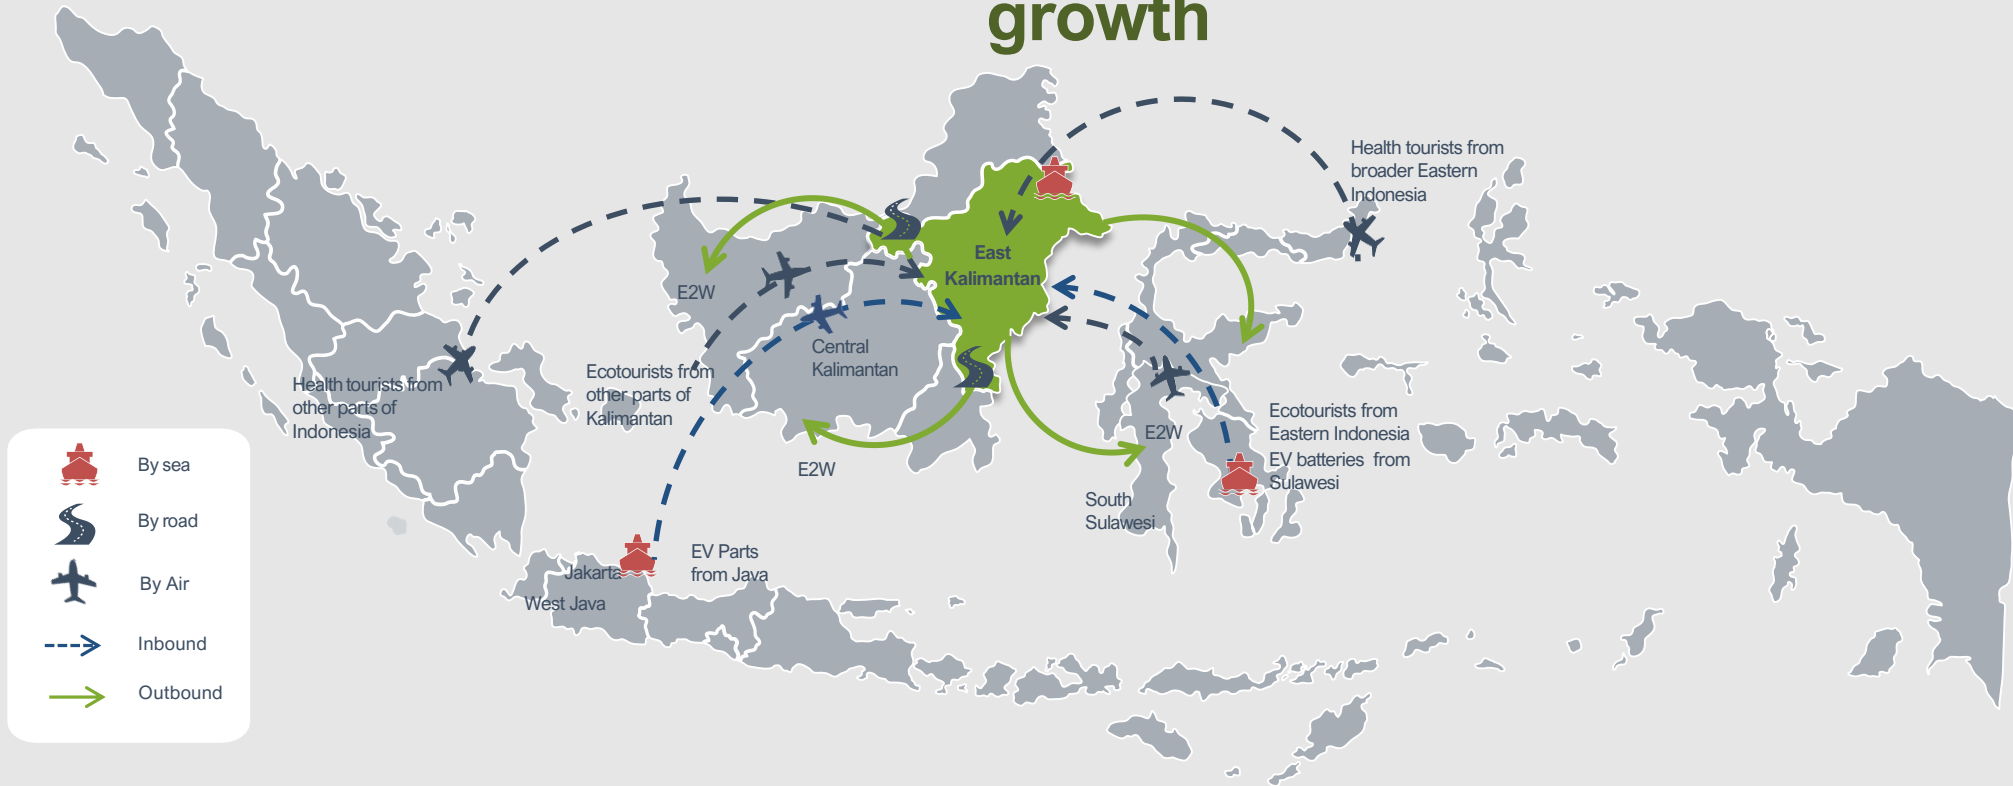 growth
Health tourists from
broader Eastern
Indonesia
East
Kalimantan
E2W
Central
Kalimantan
Ecotourists from
other parts of
Kalimantan
Health tourists from
other parts of
Indonesia
E2W
E2W
Ecotourists from
Eastern Indonesia
EV batteries from
Sulawesi
South
Sulawesi
EV Parts
from Java
Jakarta
West Java
By sea
By road
By Air
Inbound
Outbound